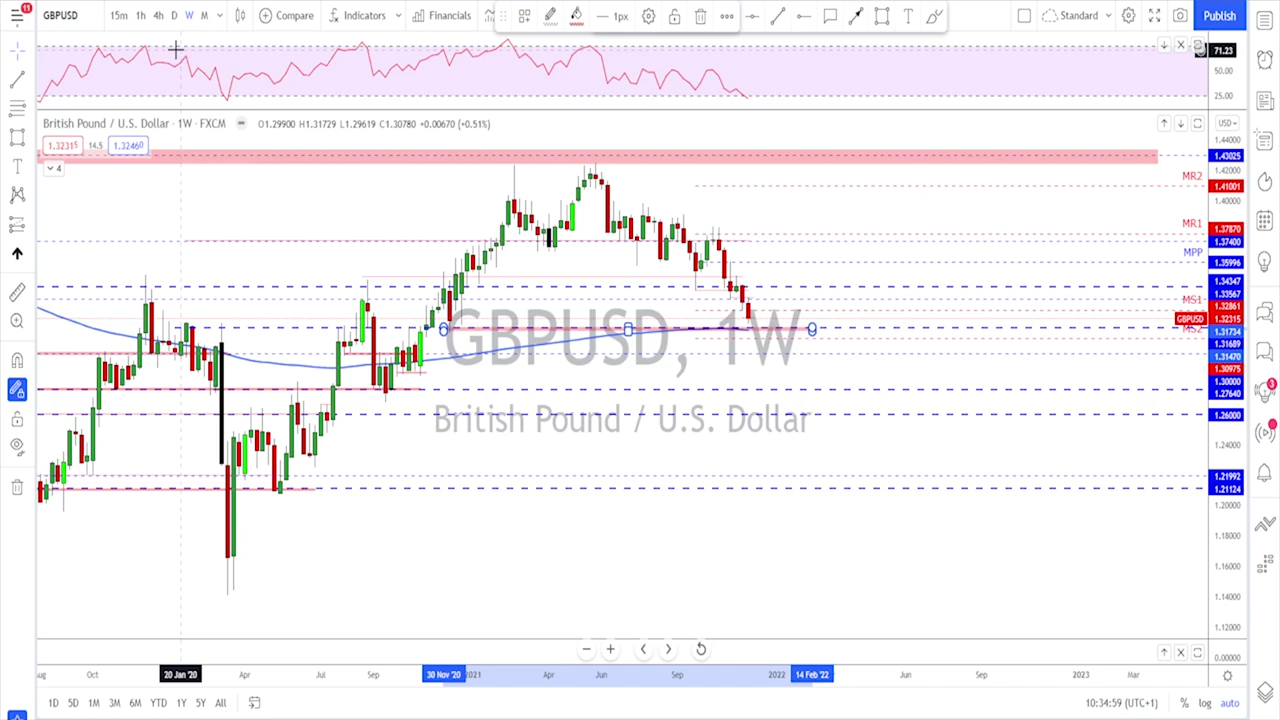 GBPUSD 15m 1h 4h D W M Compare Indicators Financials 1px Standard Publish
71.23
50.00
25.00
British Pound / U.S. Dollar · 1W · FXCM O1.29900 H1.31729 L1.29619 C1.30780 +0.00670 (+0.51%)
USD
1.32315 14.5 1.32460
4
1.44000
1.43025
1.42000
MR2
1.41001
1.40000
MR1
1.37870
1.37400
MPP
1.35996
1.34347
1.33567
MS1
1.32861
GBPUSD 1.32315
MS2
1.31734
1.31689
1.31470
1.30975
1.30000
1.27640
1.26000
1.24000
1.21992
1.21124
1.20000
1.18000
1.16000
1.14000
1.12000
0.00000
GBPUSD, 1W
British Pound / U.S. Dollar
3
ug Oct 20 Jan '20 Apr Jul Sep 30 Nov '20 2021 Apr Jun Sep 2022 14 Feb '22 Jun Sep 2023 Mar
1D 5D 1M 3M 6M YTD 1Y 5Y All 10:34:59 (UTC+1) % log auto